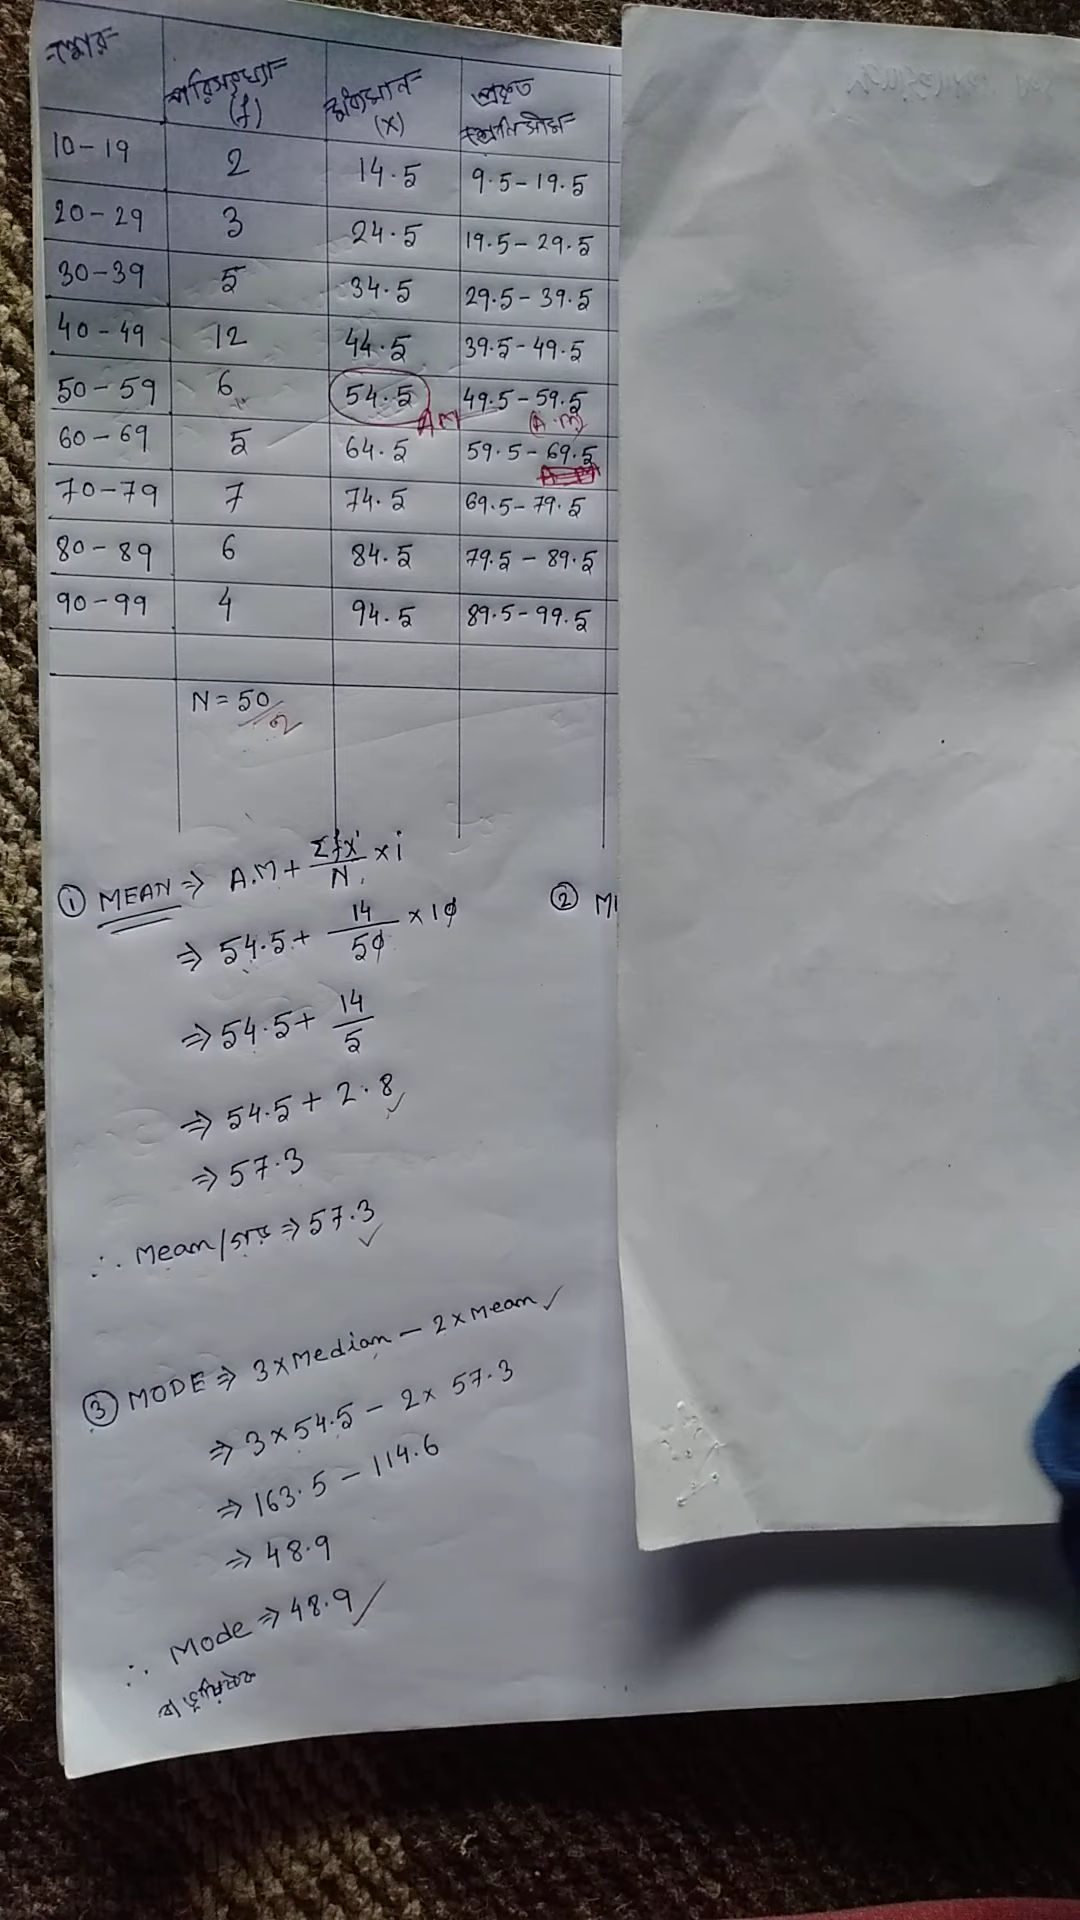 নম্বর পরিসংখ্যা (f) মধ্যমান (x) প্রকৃত
10-19 2 14.5 9.5-19.5
20-29 3 24.5 19.5-29.5
30-39 5 34.5 29.5-39.5
40-49 12 44.5 39.5-49.5
50-59 6 54.5 49.5-59.5
AM (A.M)
60-69 5 64.5 59.5-69.5
70-79 7 74.5 69.5-79.5
80-89 6 84.5 79.5-89.5
90-99 4 94.5 89.5-99.5
N=50
① MEAN ⇒ A.M + Σfx'/N × i
② M
⇒ 54.5 + 14/50 × 10
⇒ 54.5 + 14/5
⇒ 54.5 + 2.8
⇒ 57.3
∴ Mean/গড় ⇒ 57.3
③ MODE ⇒ 3 × Median - 2 × Mean
⇒ 3 × 54.5 - 2 × 57.3
⇒ 163.5 - 114.6
⇒ 48.9
∴ Mode ⇒ 48.9
বা ভূষিষ্ঠক